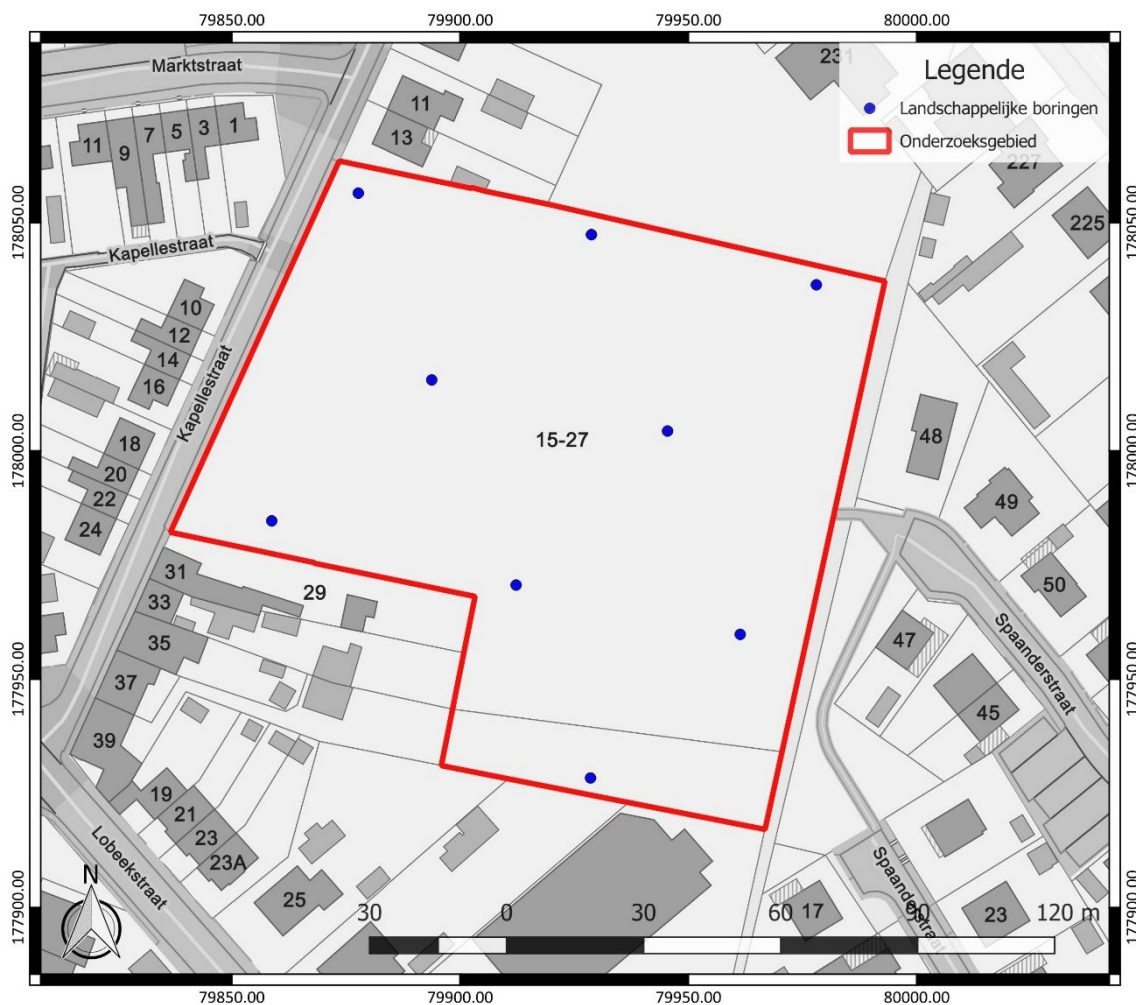 79850.00 79900.00 79950.00 80000.00
Marktstraat
231
Legende
Landschappelijke boringen
Onderzoeksgebied
11
13
11 9 7 5 3 1
227
225
178050.00
178050.00
Kapellestraat
10
12
14
16
Kapellestraat
18
20
22
24
15-27
48
49
50
178000.00
178000.00
31
29
33
35
37
39
47
45
Spaanderstraat
177950.00
177950.00
19
21
23
23A
25
Lobeekstraat
17
23
Spaanderstraat
N
177900.00
177900.00
30 0 30 60 90 120 m
79850.00 79900.00 79950.00 80000.00